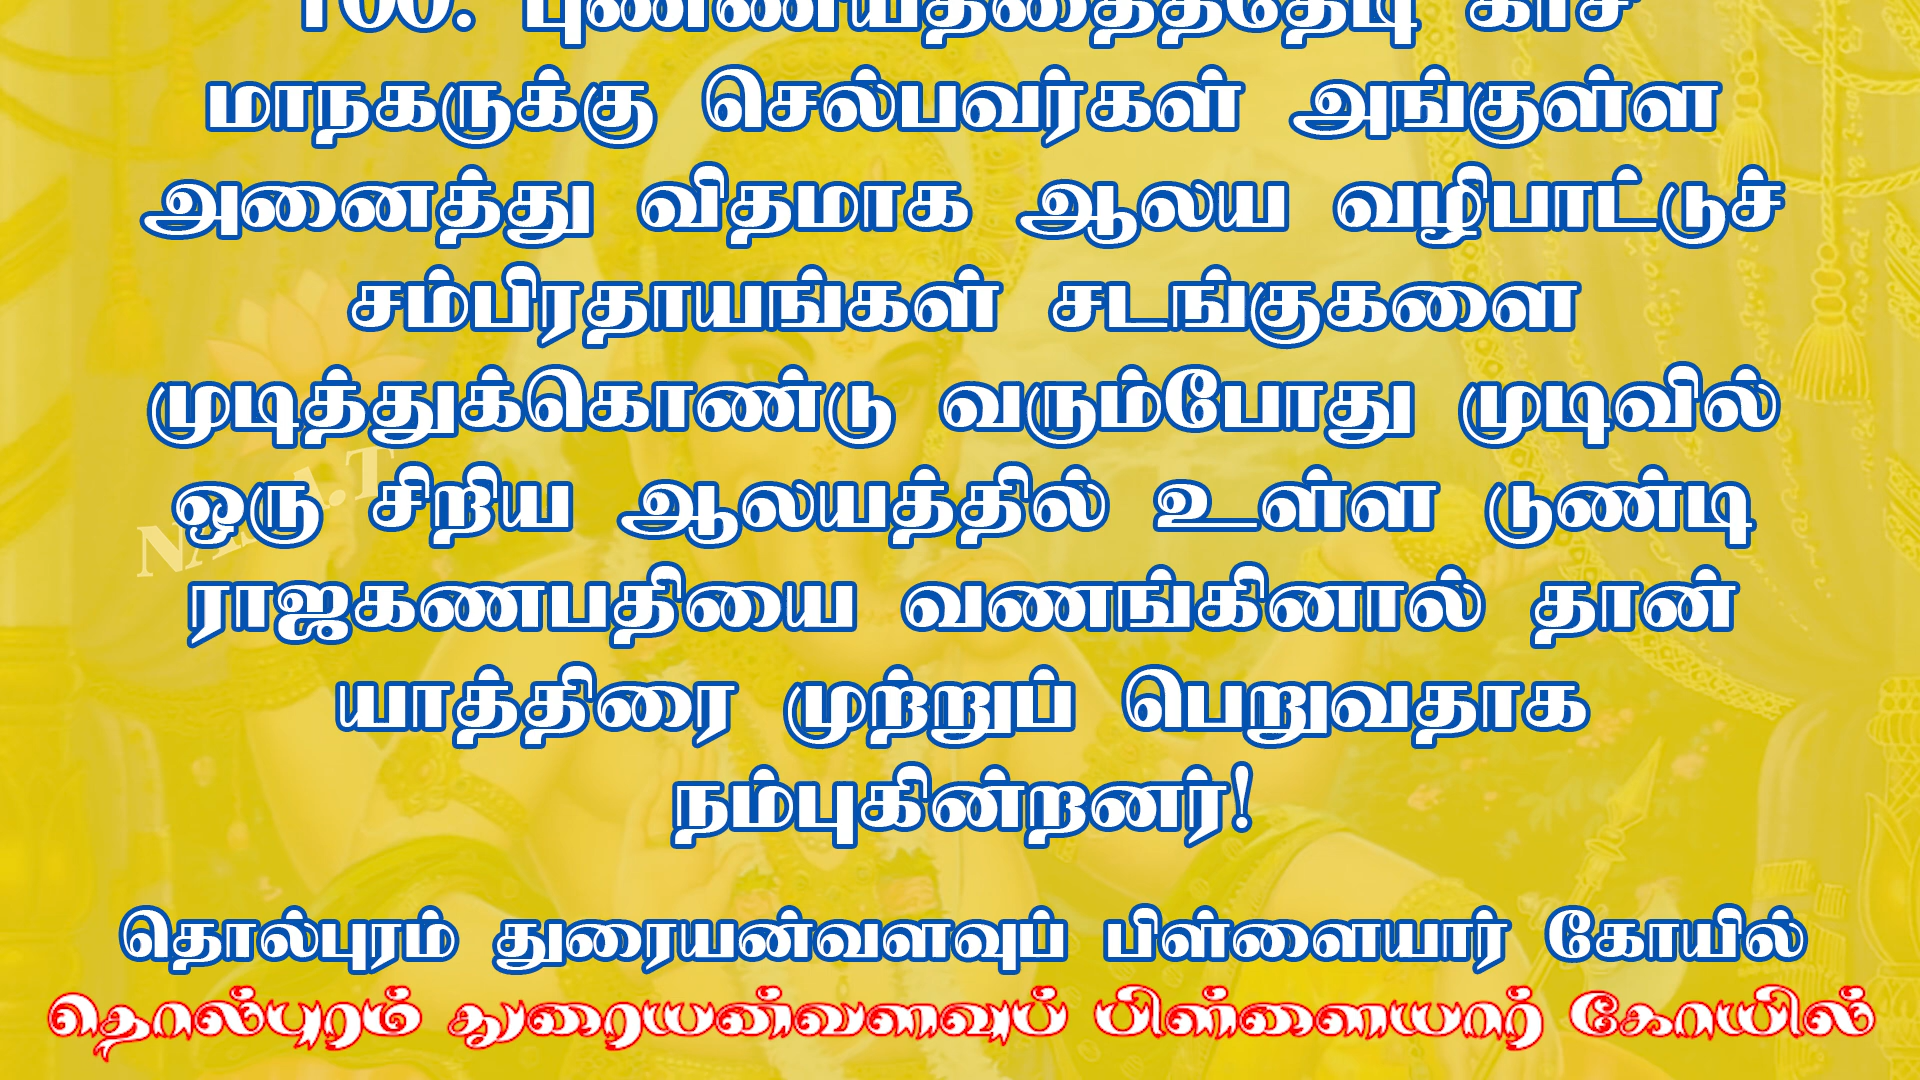 100. புண்ணியத்தைத்தேடி காசி
மாநகருக்கு செல்பவர்கள் அங்குள்ள
அனைத்து விதமாக ஆலய வழிபாட்டுச்
சம்பிரதாயங்கள் சடங்குகளை
முடித்துக்கொண்டு வரும்போது முடிவில்
ஒரு சிறிய ஆலயத்தில் உள்ள டுண்டி
ராஜகணபதியை வணங்கினால் தான்
யாத்திரை முற்றுப் பெறுவதாக
நம்புகின்றனர்!
தொல்புரம் துரையன்வளவுப் பிள்ளையார் கோயில்
தொல்புரம் துரையன்வளவுப் பிள்ளையார் கோயில்